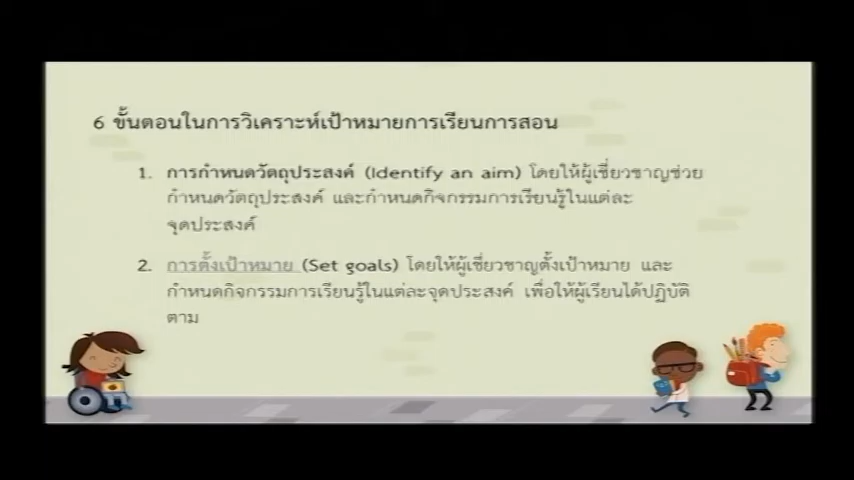 6 ขั้นตอนในการวิเคราะห์เป้าหมายการเรียนการสอน
1. การกำหนดวัตถุประสงค์ (Identify an aim) โดยให้ผู้เชี่ยวชาญช่วย
กำหนดวัตถุประสงค์ และกำหนดกิจกรรมการเรียนรู้ในแต่ละ
จุดประสงค์
2. การตั้งเป้าหมาย (Set goals) โดยให้ผู้เชี่ยวชาญตั้งเป้าหมาย และ
กำหนดกิจกรรมการเรียนรู้ในแต่ละจุดประสงค์ เพื่อให้ผู้เรียนได้ปฏิบัติ
ตาม